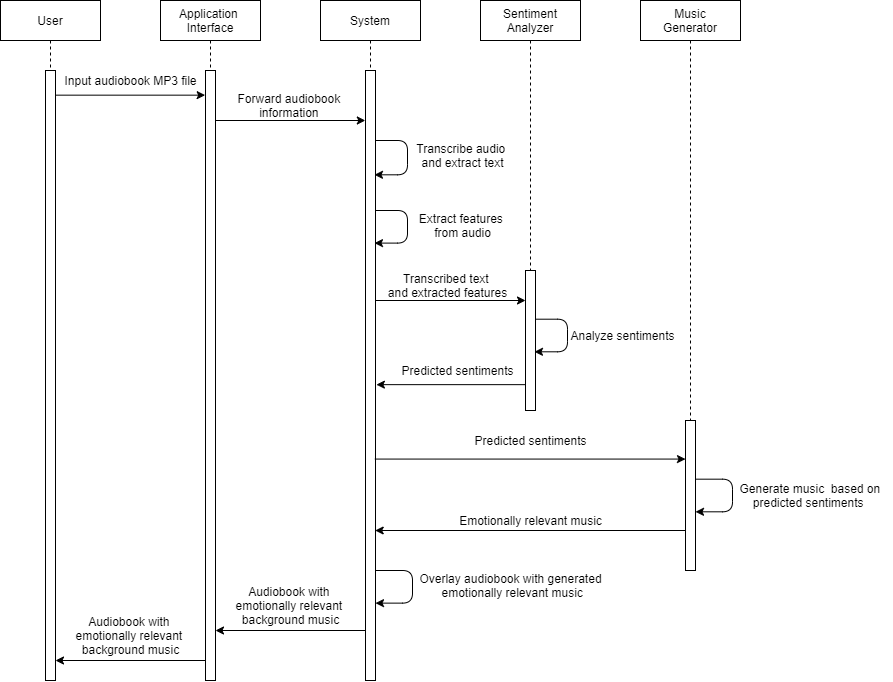 User
Application
Interface
System
Sentiment
Analyzer
Music
Generator
Input audiobook MP3 file
Forward audiobook
information
Transcribe audio
and extract text
Extract features
from audio
Transcribed text
and extracted features
Analyze sentiments
Predicted sentiments
Predicted sentiments
Generate music based on
predicted sentiments
Emotionally relevant music
Overlay audiobook with generated
emotionally relevant music
Audiobook with
emotionally relevant
background music
Audiobook with
emotionally relevant
background music